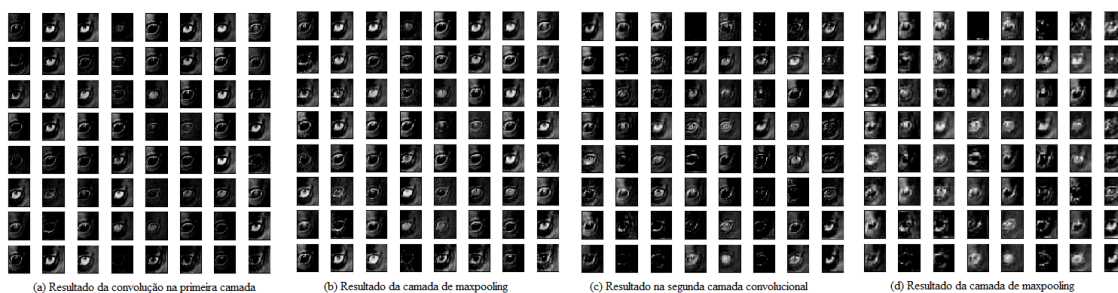 (a) Resultado da convolução na primeira camada
(b) Resultado da camada de maxpooling
(c) Resultado na segunda camada convolucional
(d) Resultado da camada de maxpooling